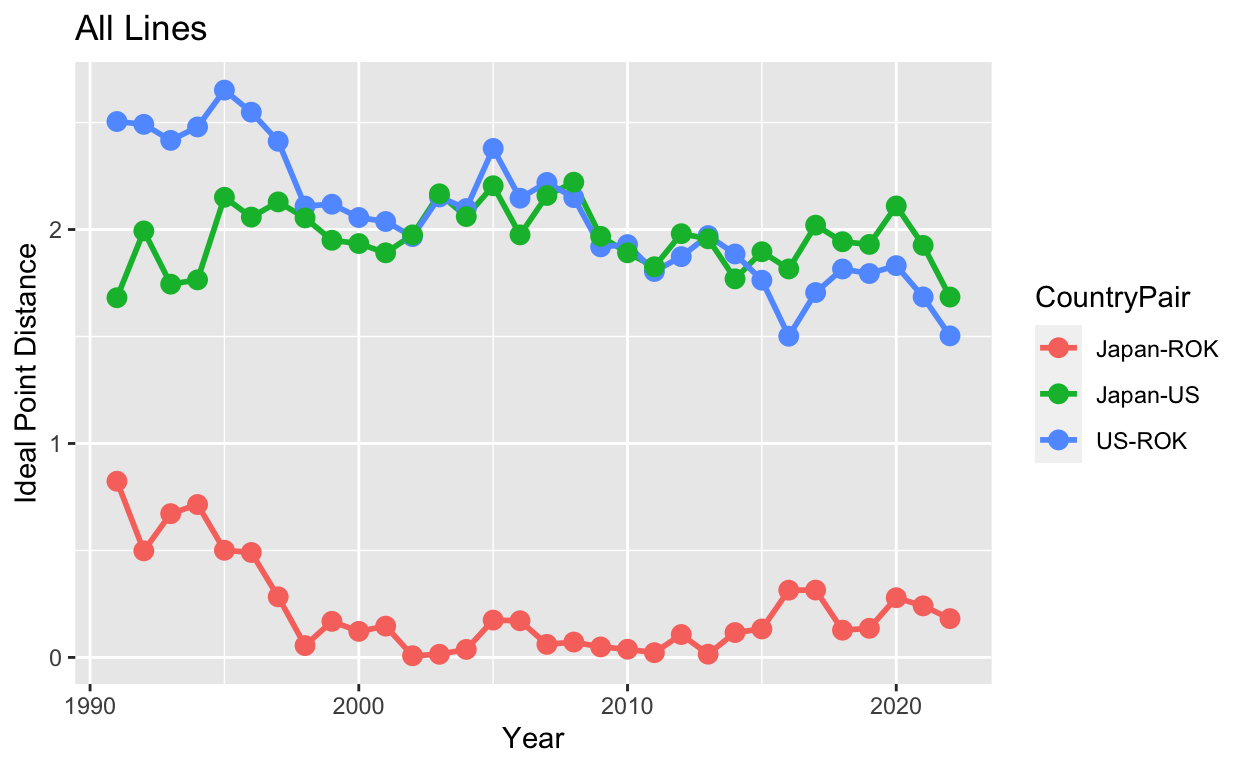 All Lines
Ideal Point Distance
2
1
0
1990 2000 2010 2020
Year
CountryPair
Japan-ROK
Japan-US
US-ROK